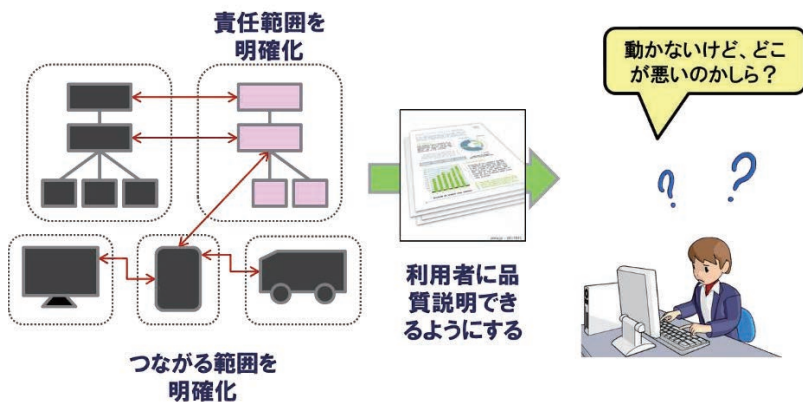 責任範囲を
明確化
動かないけど、どこ
が悪いのかしら？
利用者に品
質説明でき
るようにする
つながる範囲を
明確化